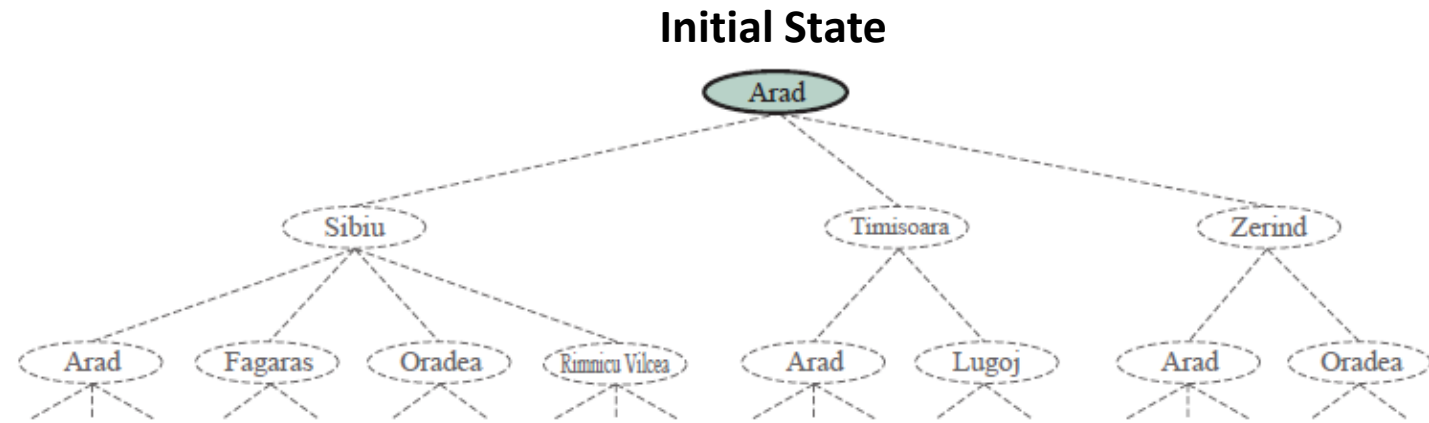 Initial State
Arad
Sibiu Timisoara Zerind
Arad Fagaras Oradea Rimnicu Vilcea Arad Lugoj Arad Oradea